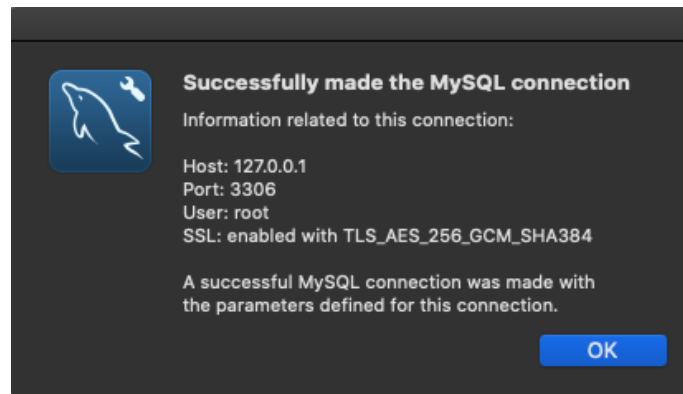 Successfully made the MySQL connection
Information related to this connection:
Host: 127.0.0.1
Port: 3306
User: root
SSL: enabled with TLS_AES_256_GCM_SHA384
A successful MySQL connection was made with
the parameters defined for this connection.
OK